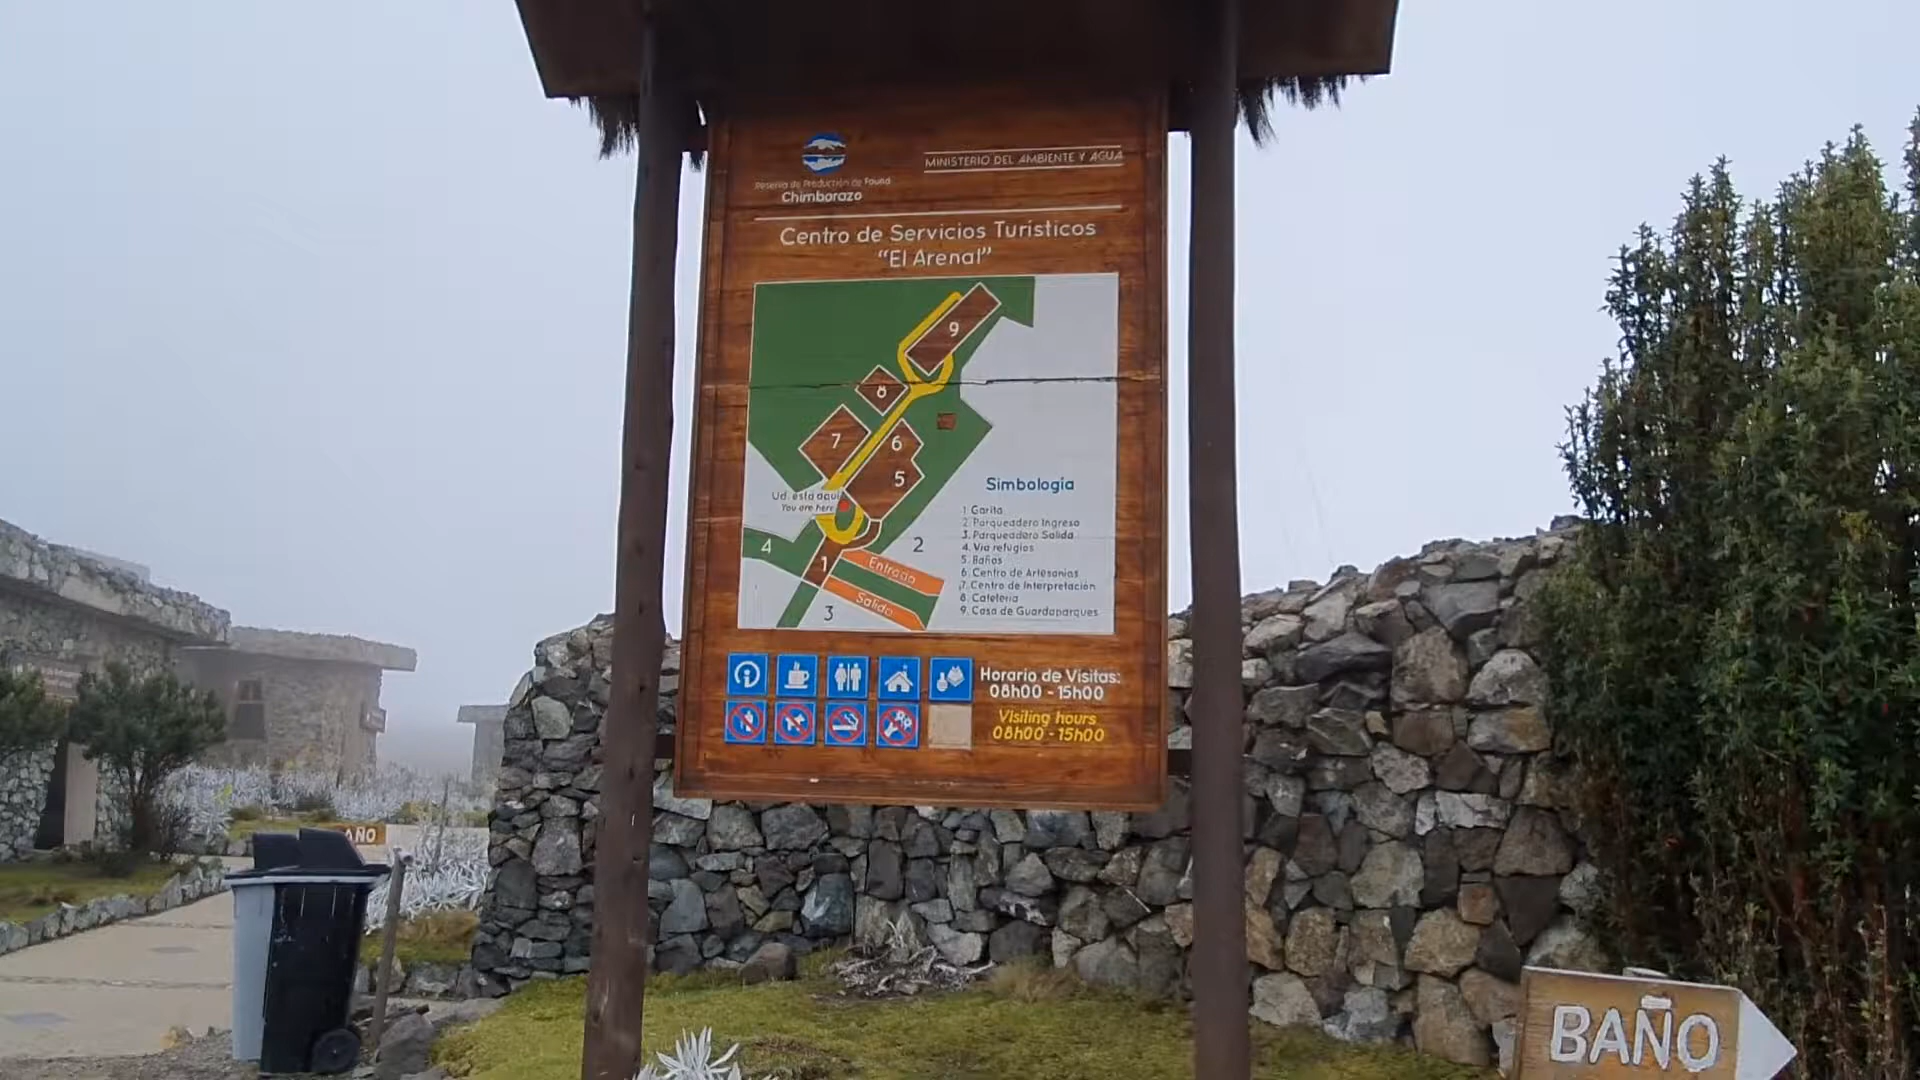 Reserva de Producción de Fauna
Chimborazo
MINISTERIO DEL AMBIENTE Y AGUA
Centro de Servicios Turísticos
“El Arenal”
9
8
7
6
5
Ud. está aquí
You are here
4
1
2
3
Entrada
Salida
Simbología
1 Garita
2. Parqueadero Ingreso
3. Parqueadero Salida
4. Vía refugios
5. Baños
6. Centro de Artesanías
7. Centro de Interpretación
8. Cafetería
9. Casa de Guardaparques
Horario de Visitas:
08h00 - 15h00
Visiting hours
08h00 - 15h00
AÑO
BAÑO